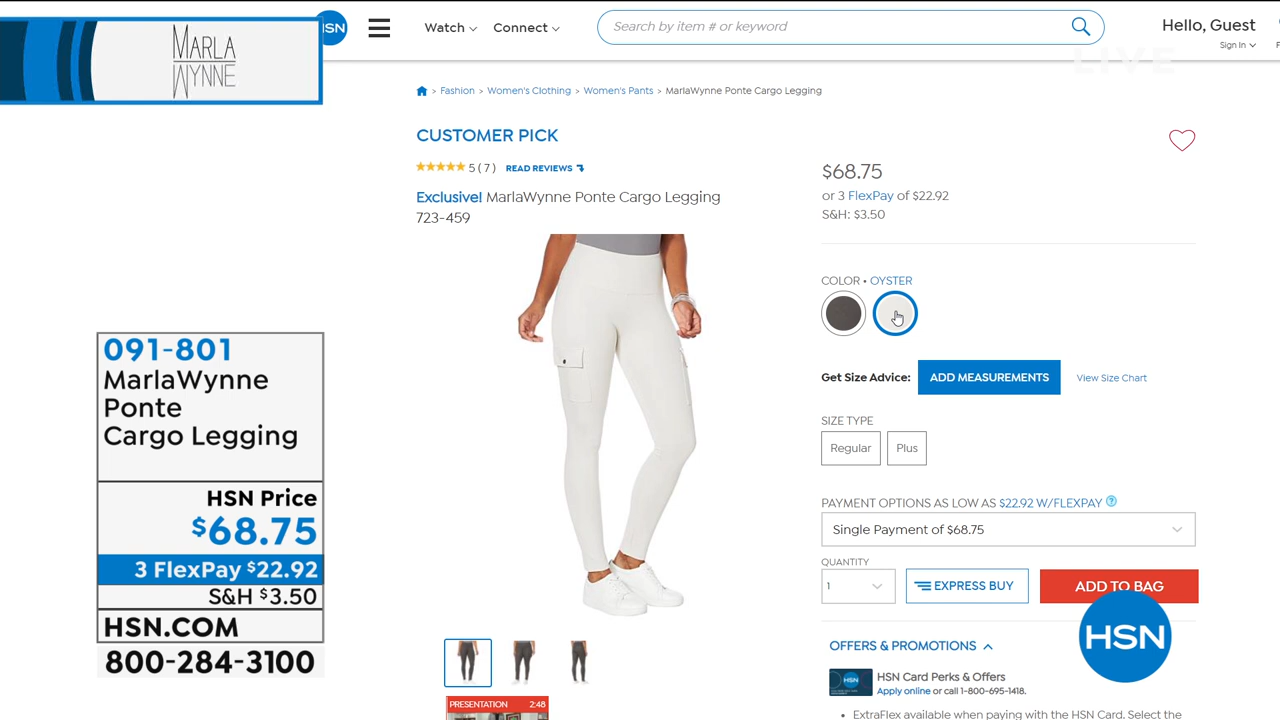 MARLA
WYNNE
HSN
Watch
Connect
Search by item # or keyword
Hello, Guest
Sign In
LIVE
Fashion > Women's Clothing > Women's Pants > MarlaWynne Ponte Cargo Legging
CUSTOMER PICK
5 ( 7 ) READ REVIEWS
Exclusive! MarlaWynne Ponte Cargo Legging
723-459
$68.75
or 3 FlexPay of $22.92
S&H: $3.50
COLOR • OYSTER
Get Size Advice: ADD MEASUREMENTS View Size Chart
SIZE TYPE
Regular Plus
PAYMENT OPTIONS AS LOW AS $22.92 W/FLEXPAY ?
Single Payment of $68.75
QUANTITY
1 EXPRESS BUY ADD TO BAG
OFFERS & PROMOTIONS
HSN
HSN Card Perks & Offers
Apply online or call 1-800-695-1418.
• ExtraFlex available when paying with the HSN Card. Select the
HSN
PRESENTATION 2:48
091-801
MarlaWynne
Ponte
Cargo Legging
HSN Price
$68.75
3 FlexPay $22.92
S&H $3.50
HSN.COM
800-284-3100